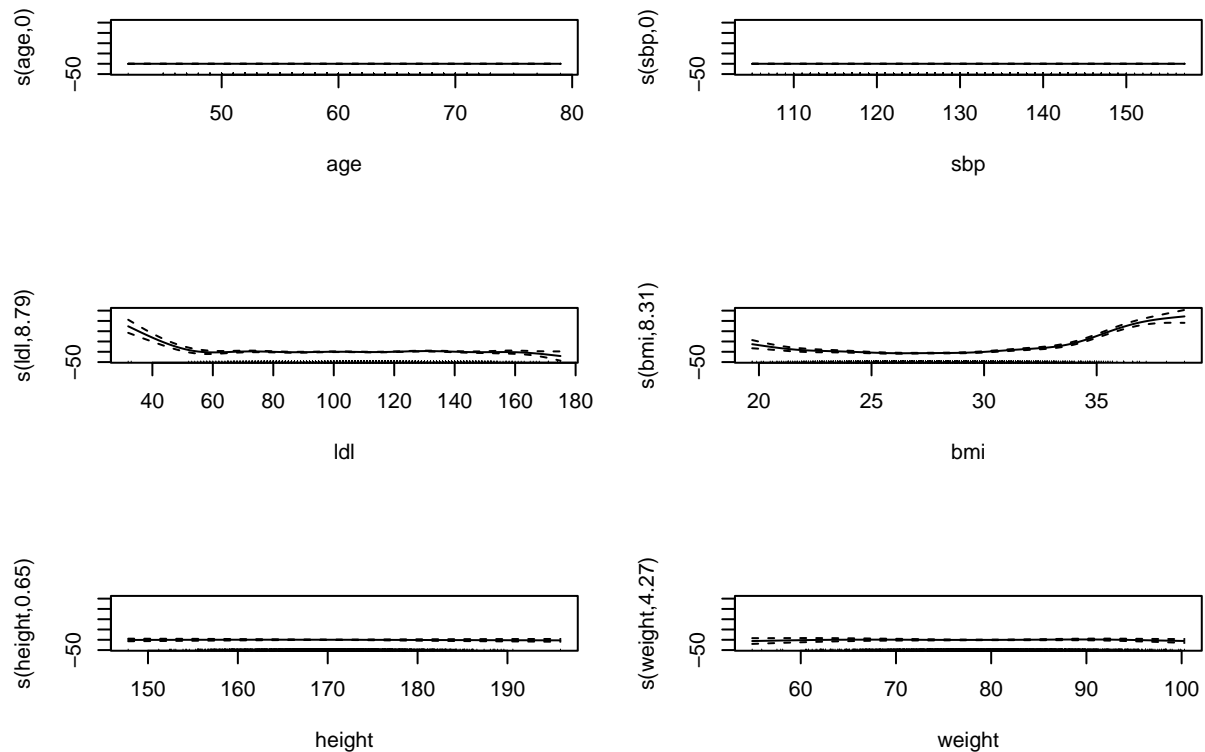 s(age,0)
−50
50 60 70 80
age
s(sbp,0)
−50
110 120 130 140 150
sbp
s(ldl,8.79)
−50
40 60 80 100 120 140 160 180
ldl
s(bmi,8.31)
−50
20 25 30 35
bmi
s(height,0.65)
−50
150 160 170 180 190
height
s(weight,4.27)
−50
60 70 80 90 100
weight